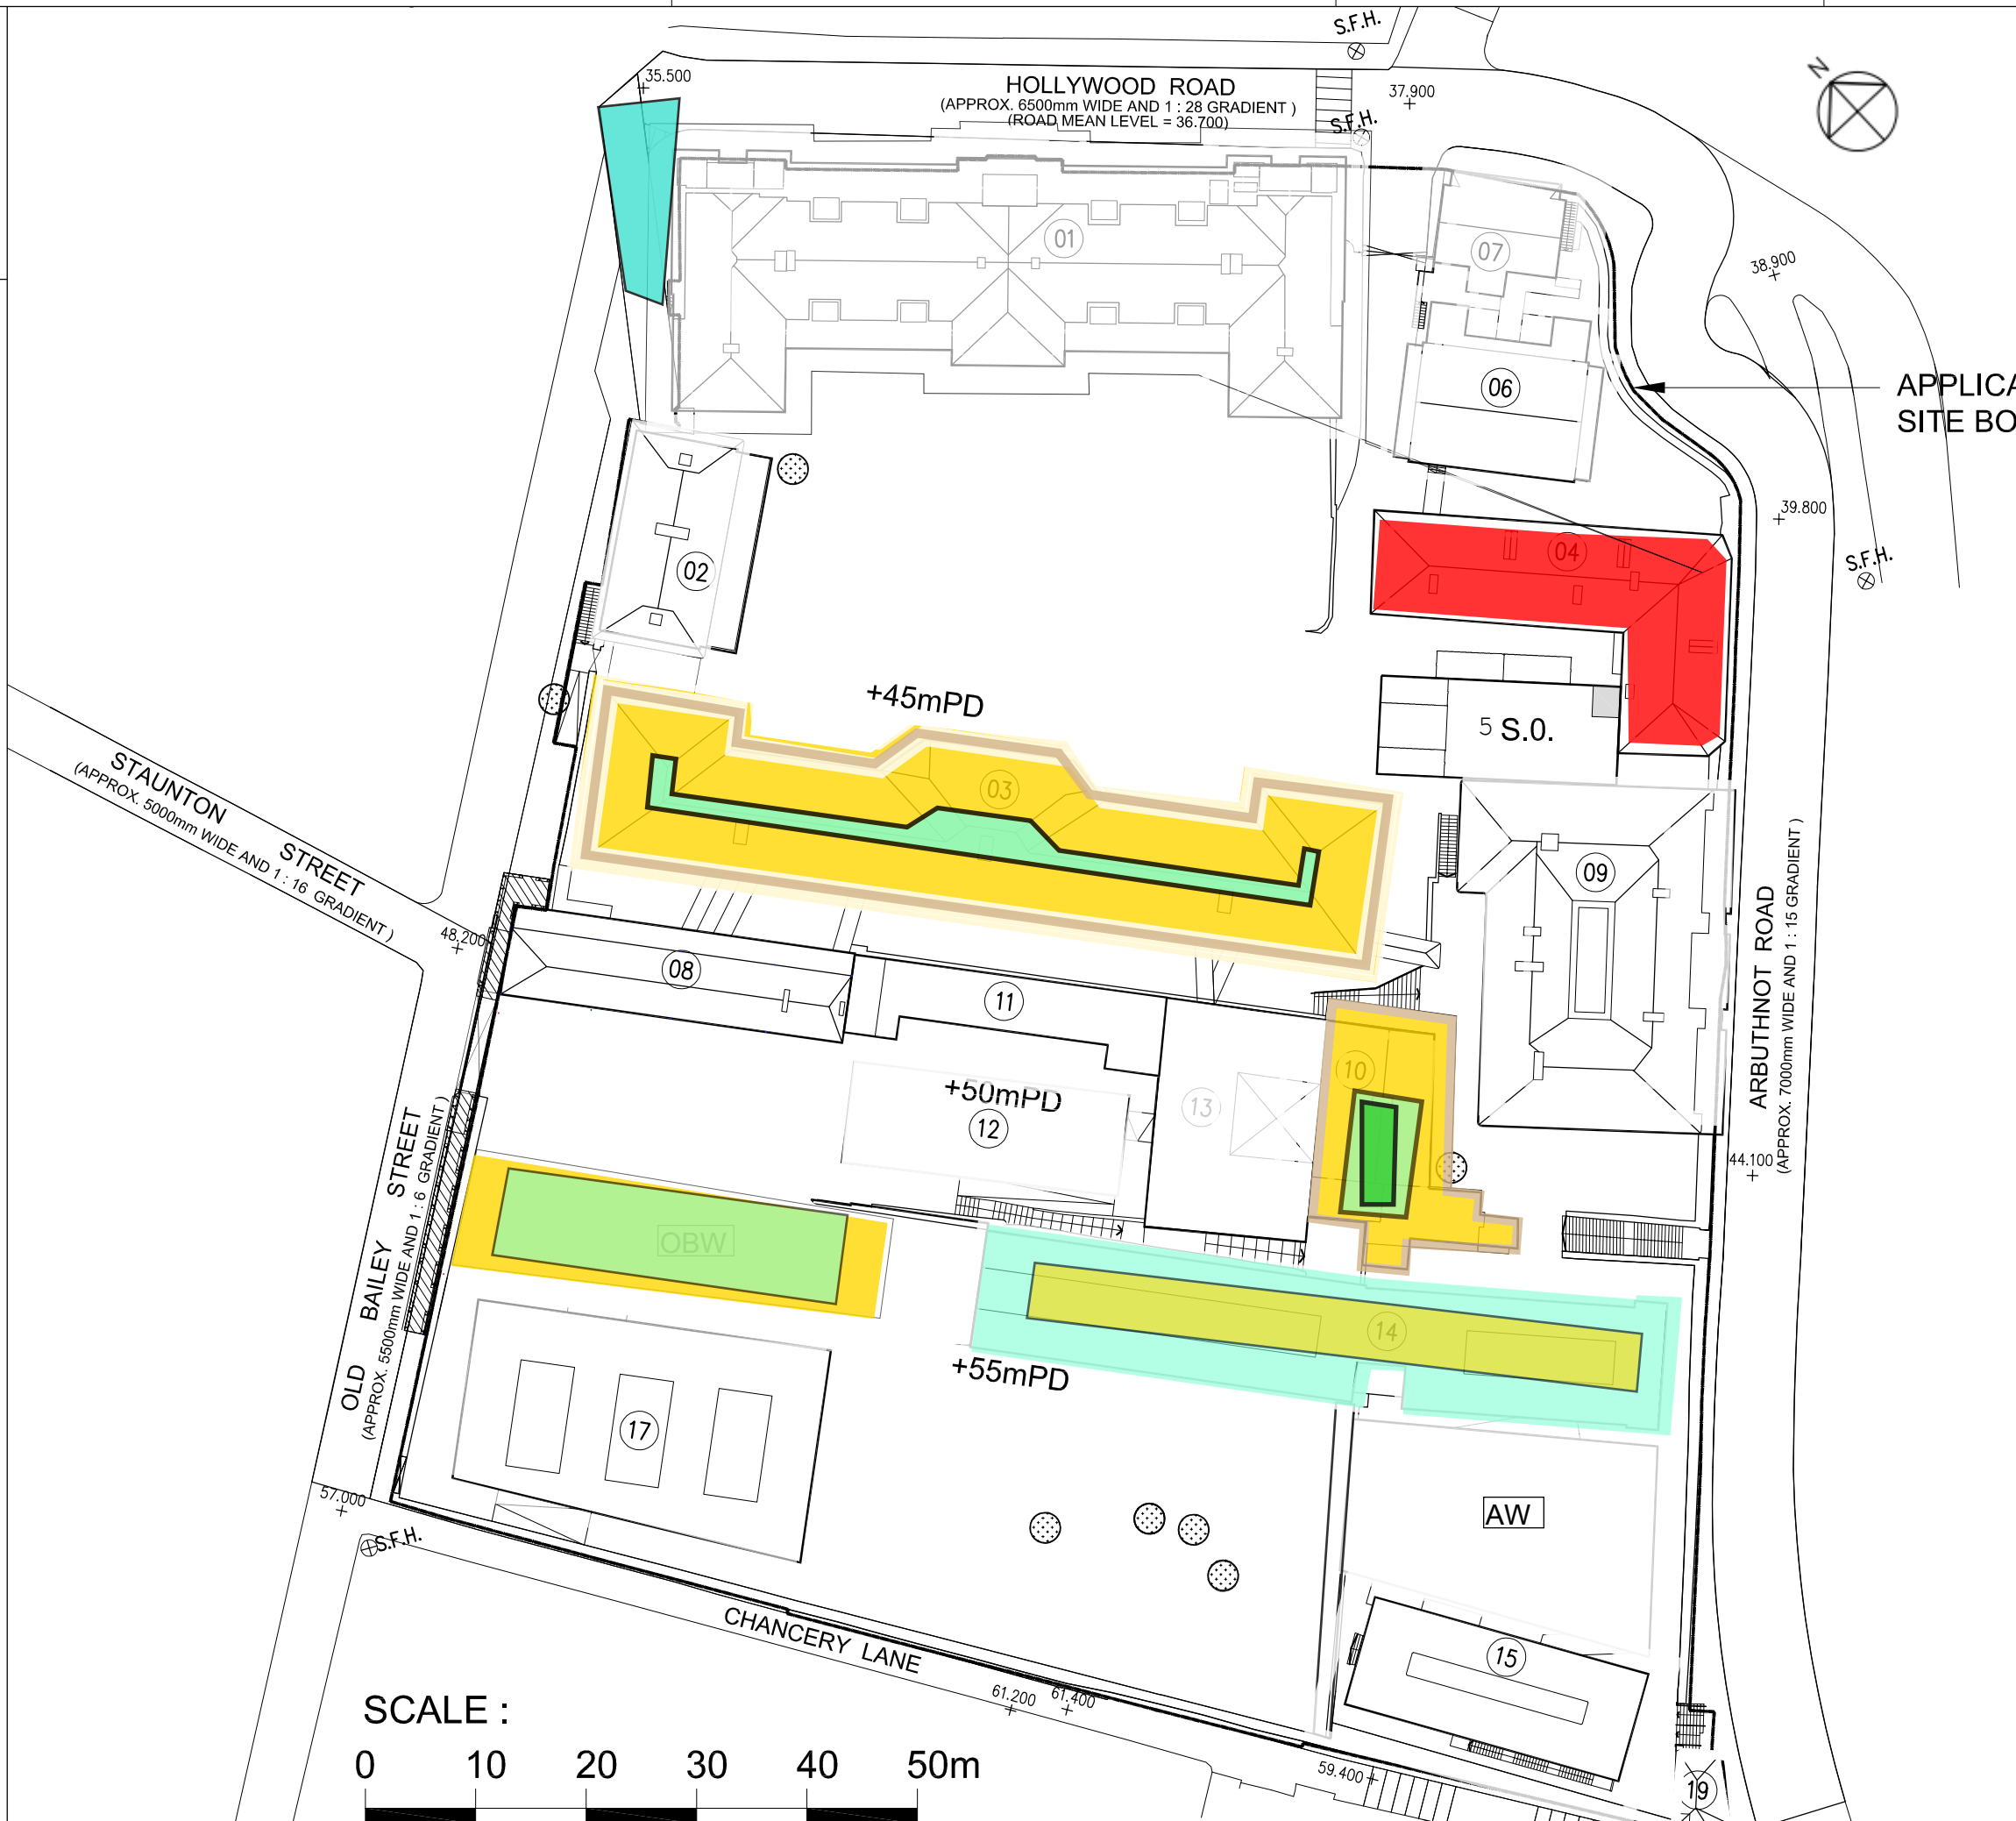 S.F.H.
35.500
HOLLYWOOD ROAD
(APPROX. 6500mm WIDE AND 1 : 28 GRADIENT )
(ROAD MEAN LEVEL = 36.700)
37.900
S.F.H.
N
01
07
38.900
06
APPLICA
SITE BO
02
39.800
04
S.F.H.
+45mPD
5 S.0.
STAUNTON STREET
(APPROX. 5000mm WIDE AND 1 : 16 GRADIENT )
03
09
48.200
08
11
ARBUTHNOT ROAD
(APPROX. 7000mm WIDE AND 1 : 15 GRADIENT )
10
+50mPD
12
13
44.100
OLD BAILEY STREET
(APPROX. 5500mm WIDE AND 1 : 6 GRADIENT )
OBW
14
+55mPD
17
57.000
S.F.H.
AW
CHANCERY LANE
15
61.200
61.400
59.400
19
SCALE :
0 10 20 30 40 50m